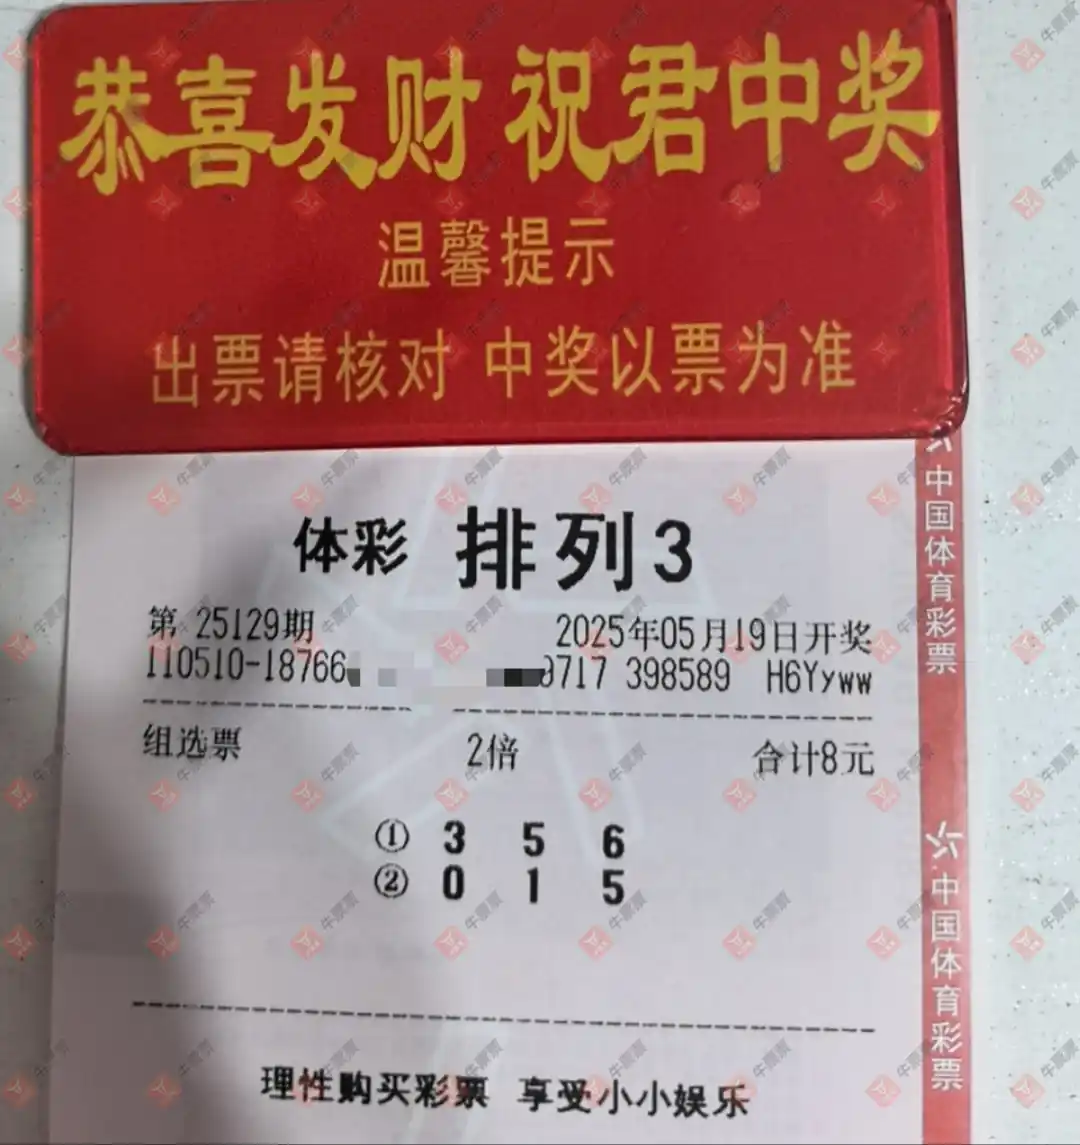 恭喜发财 祝君中奖
温馨提示
出票请核对 中奖以票为准
体彩 排列3
第 25129期 2025年05月19日开奖
110510-18766 9717 398589 H6Yyww
组选票 2倍 合计8元
① 3 5 6
② 0 1 5
理性购买彩票 享受小小娱乐
中国体育彩票
中国体育彩票
牛票票